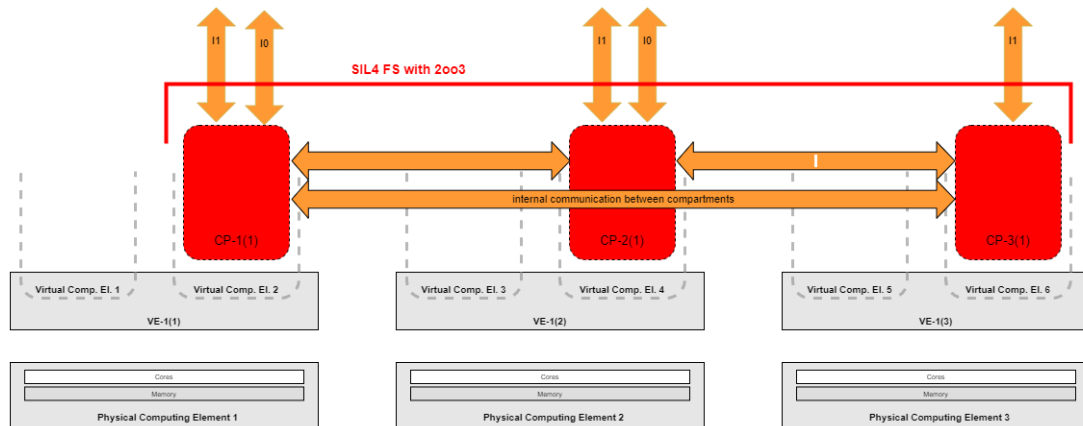 I1
I0
I1
I0
I1
SIL4 FS with 2oo3
I
internal communication between compartments
CP-1(1)
CP-2(1)
CP-3(1)
Virtual Comp. El. 1
Virtual Comp. El. 2
Virtual Comp. El. 3
Virtual Comp. El. 4
Virtual Comp. El. 5
Virtual Comp. El. 6
VE-1(1)
VE-1(2)
VE-1(3)
Cores
Cores
Cores
Memory
Memory
Memory
Physical Computing Element 1
Physical Computing Element 2
Physical Computing Element 3